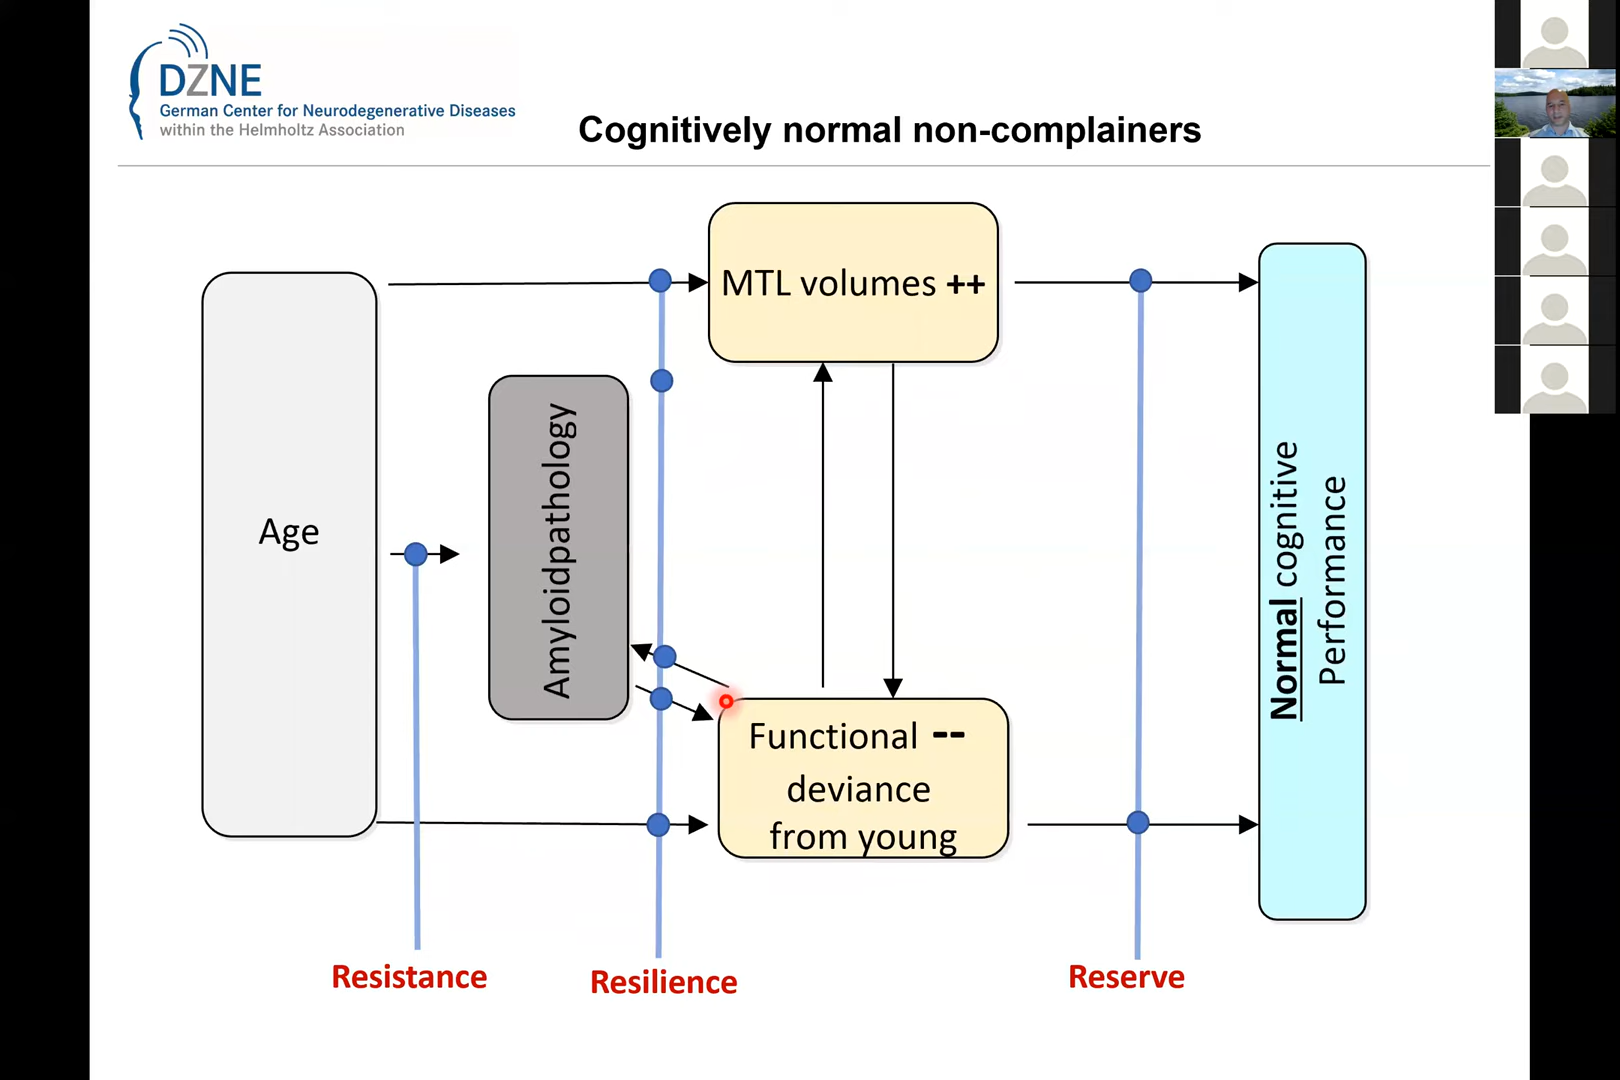 DZNE
German Center for Neurodegenerative Diseases
within the Helmholtz Association
Cognitively normal non-complainers
MTL volumes ++
Age
Amyloidpathology
Functional --
deviance
from young
Normal cognitive
Performance
Resistance
Resilience
Reserve